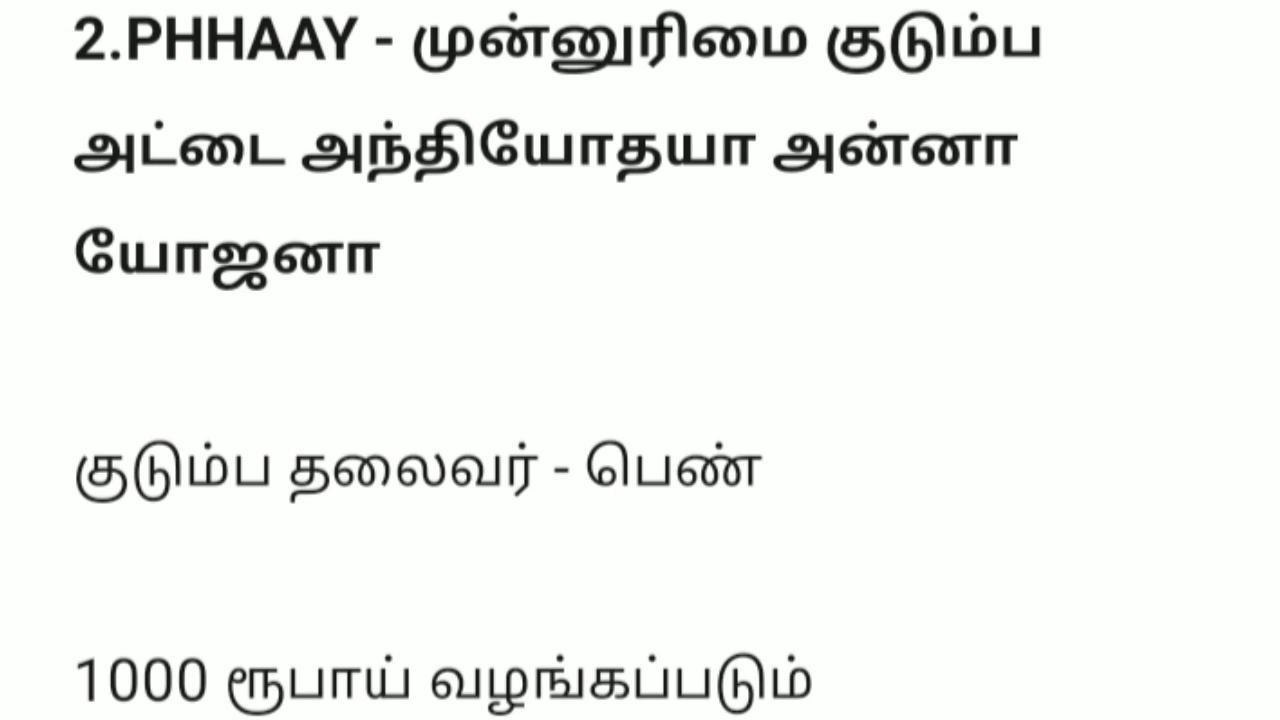 2.PHHAAY - முன்னுரிமை குடும்ப
அட்டை அந்தியோதயா அன்னா
யோஜனா
குடும்ப தலைவர் - பெண்
1000 ரூபாய் வழங்கப்படும்